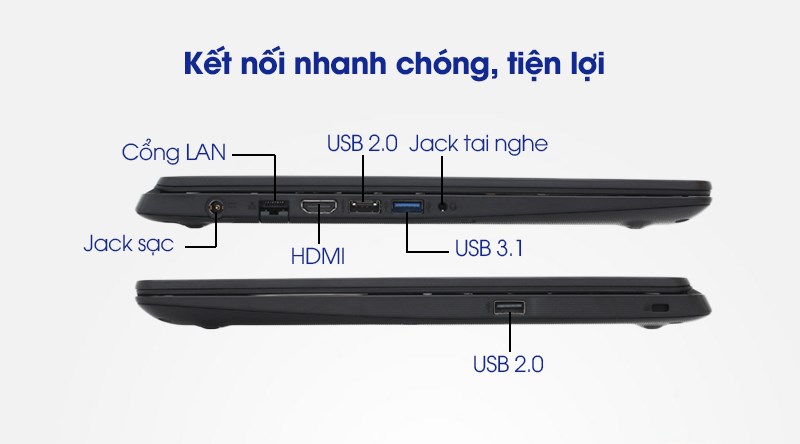 Kết nối nhanh chóng, tiện lợi
USB 2.0 Jack tai nghe
Cổng LAN
Jack sạc
HDMI
USB 3.1
USB 2.0